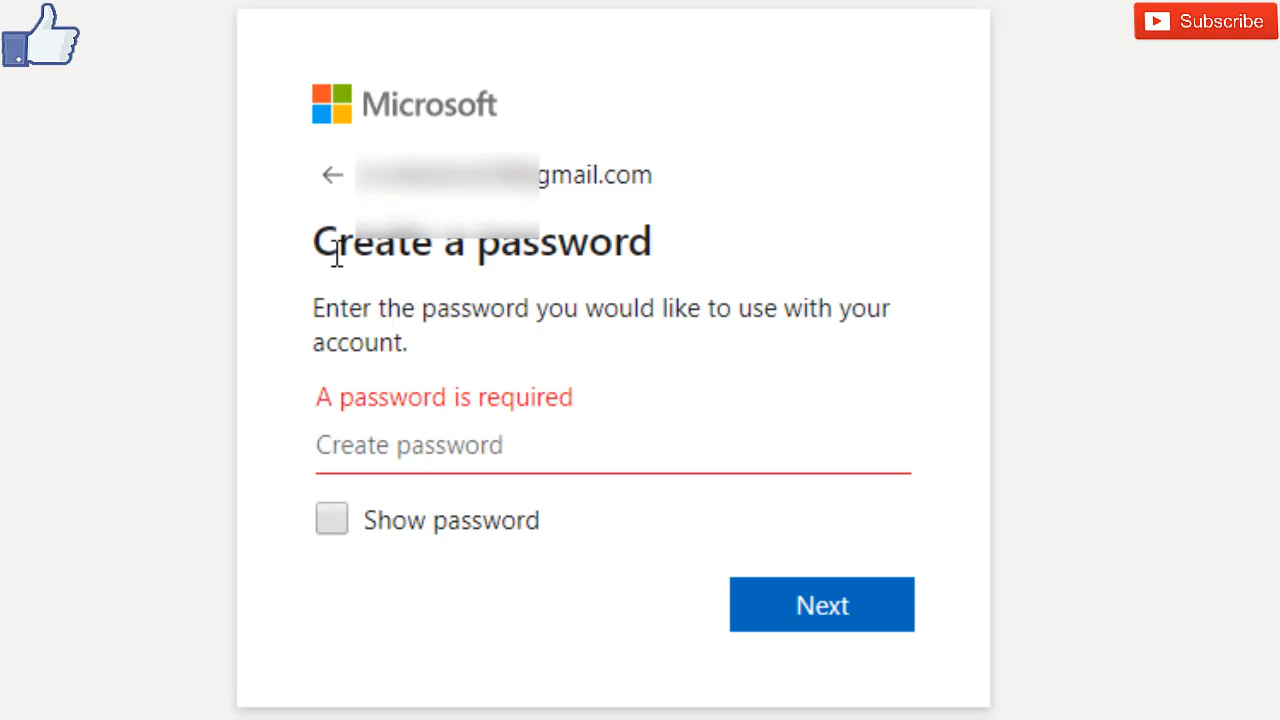 Subscribe
Microsoft
gmail.com
Create a password
Enter the password you would like to use with your
account.
A password is required
Create password
Show password
Next